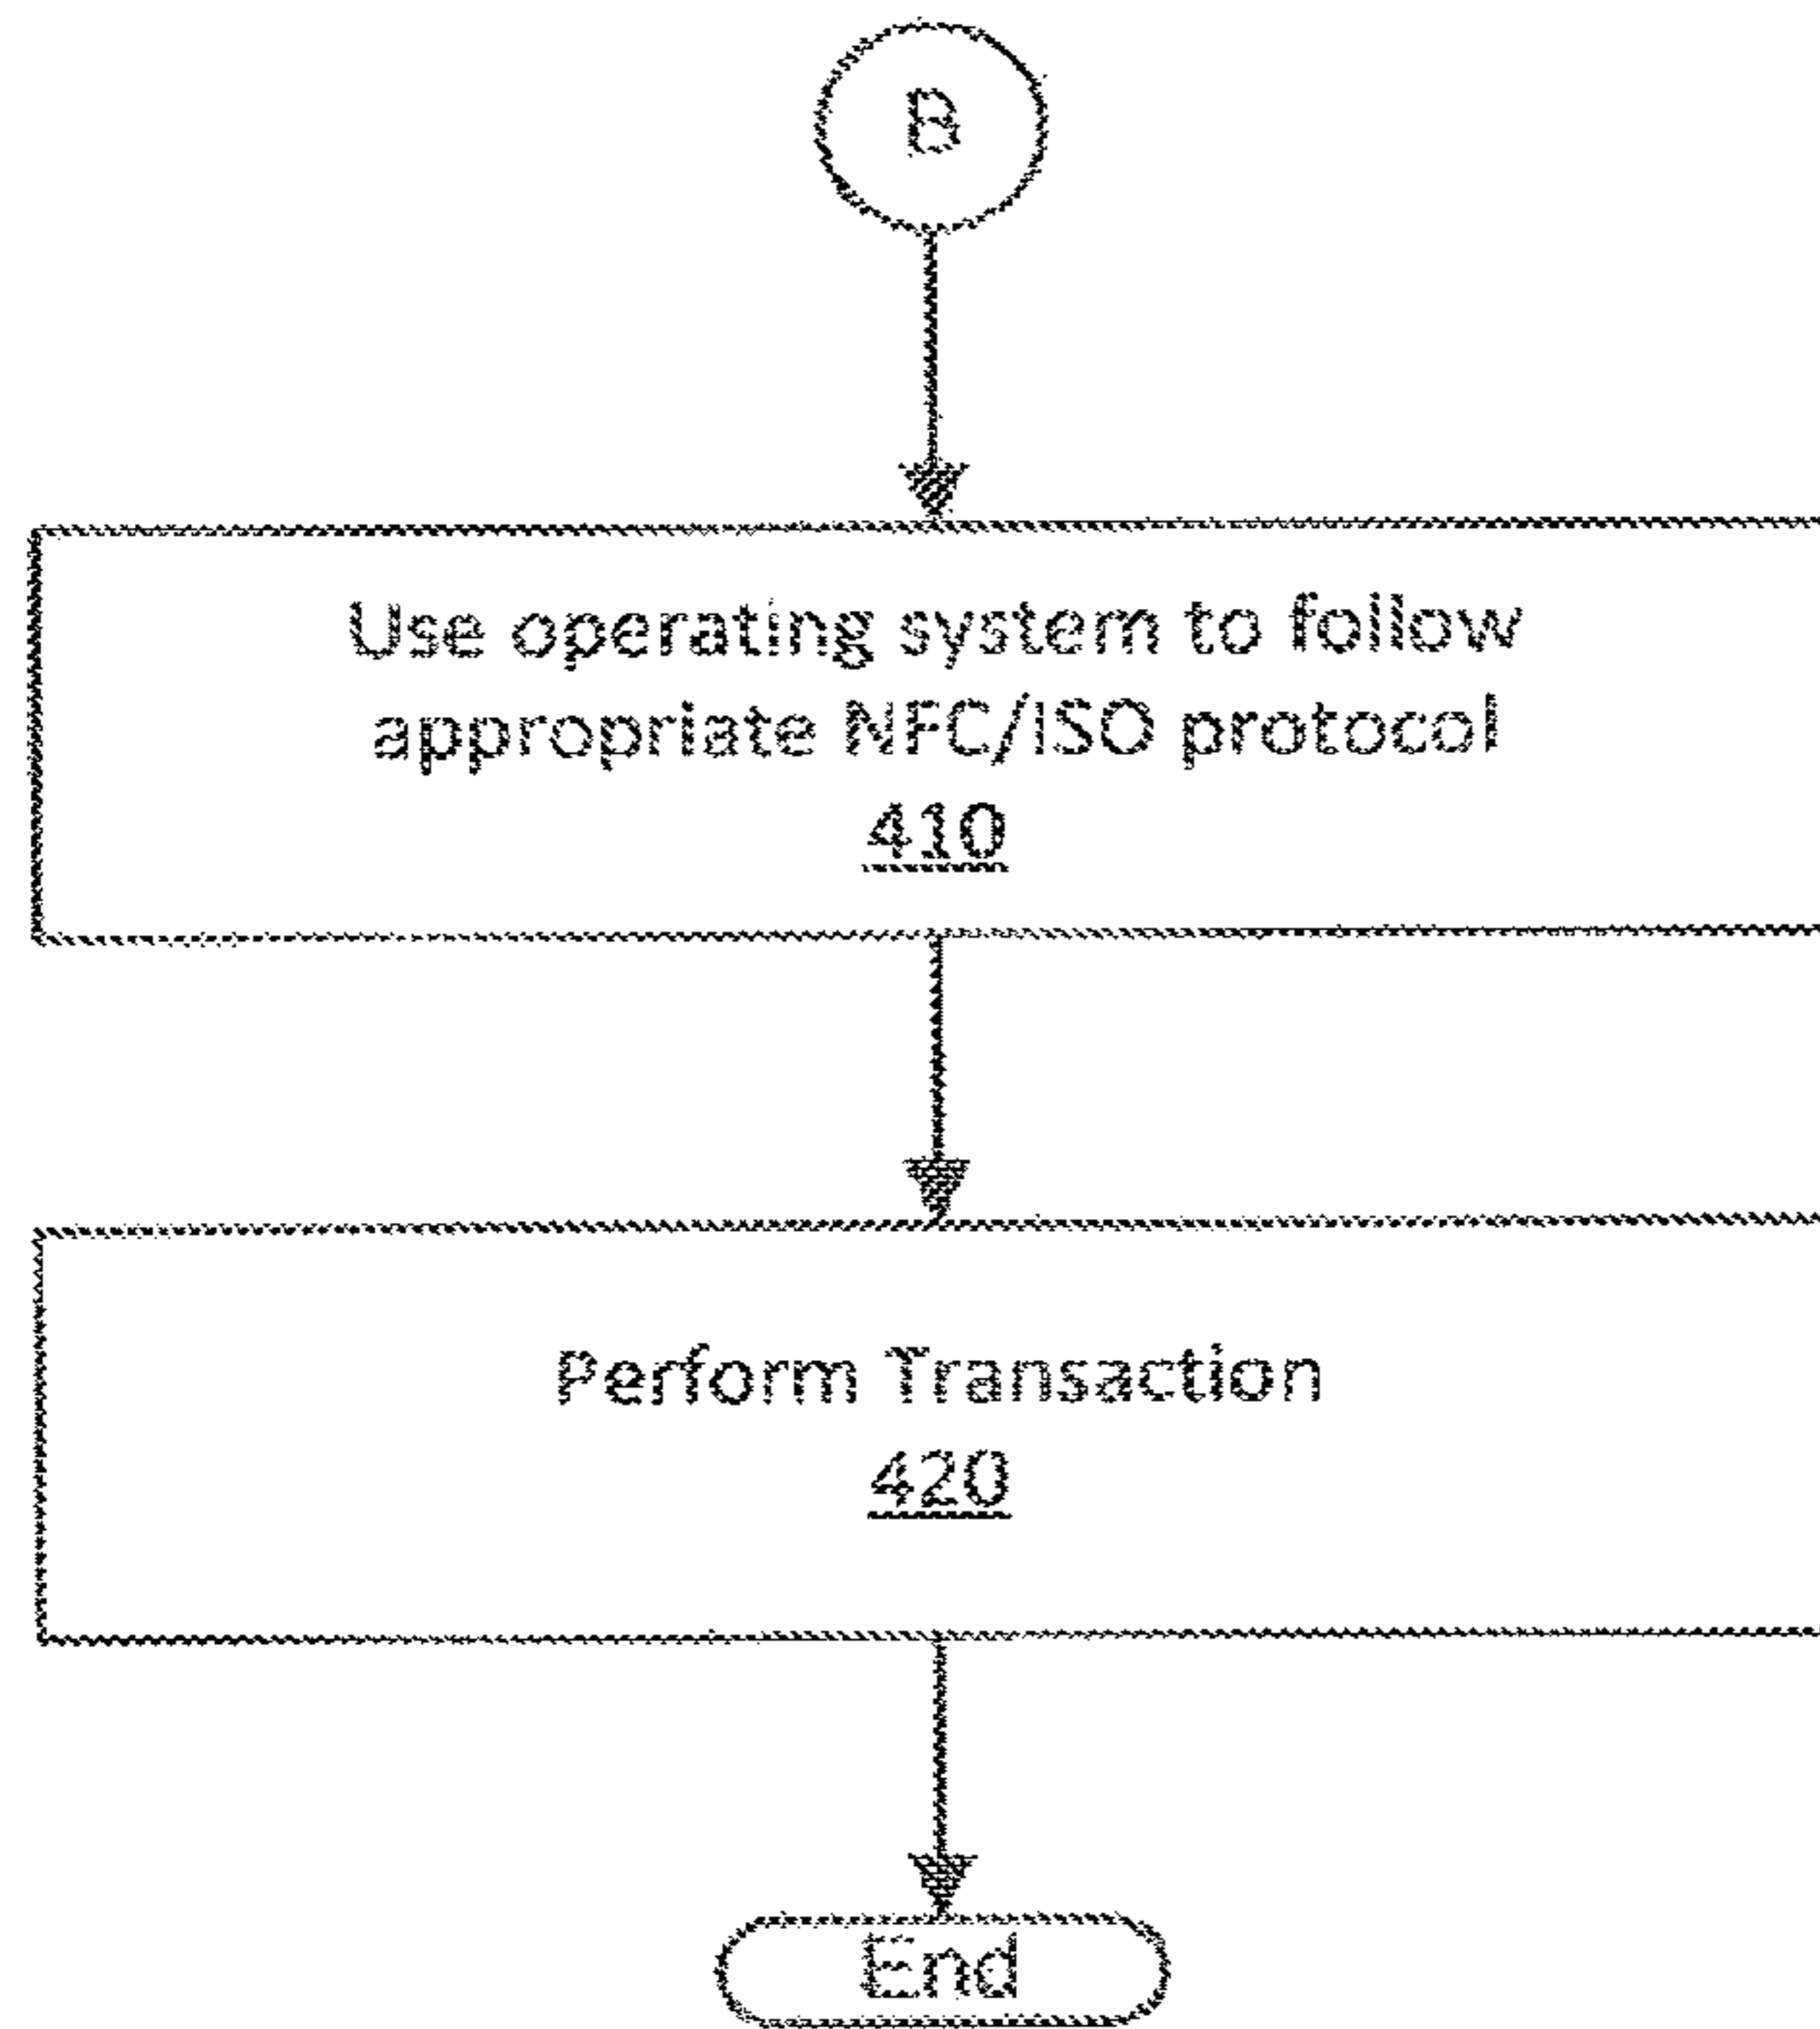 B
Use operating system to follow
appropriate NFC/ISO protocol
410
Perform Transaction
420
End